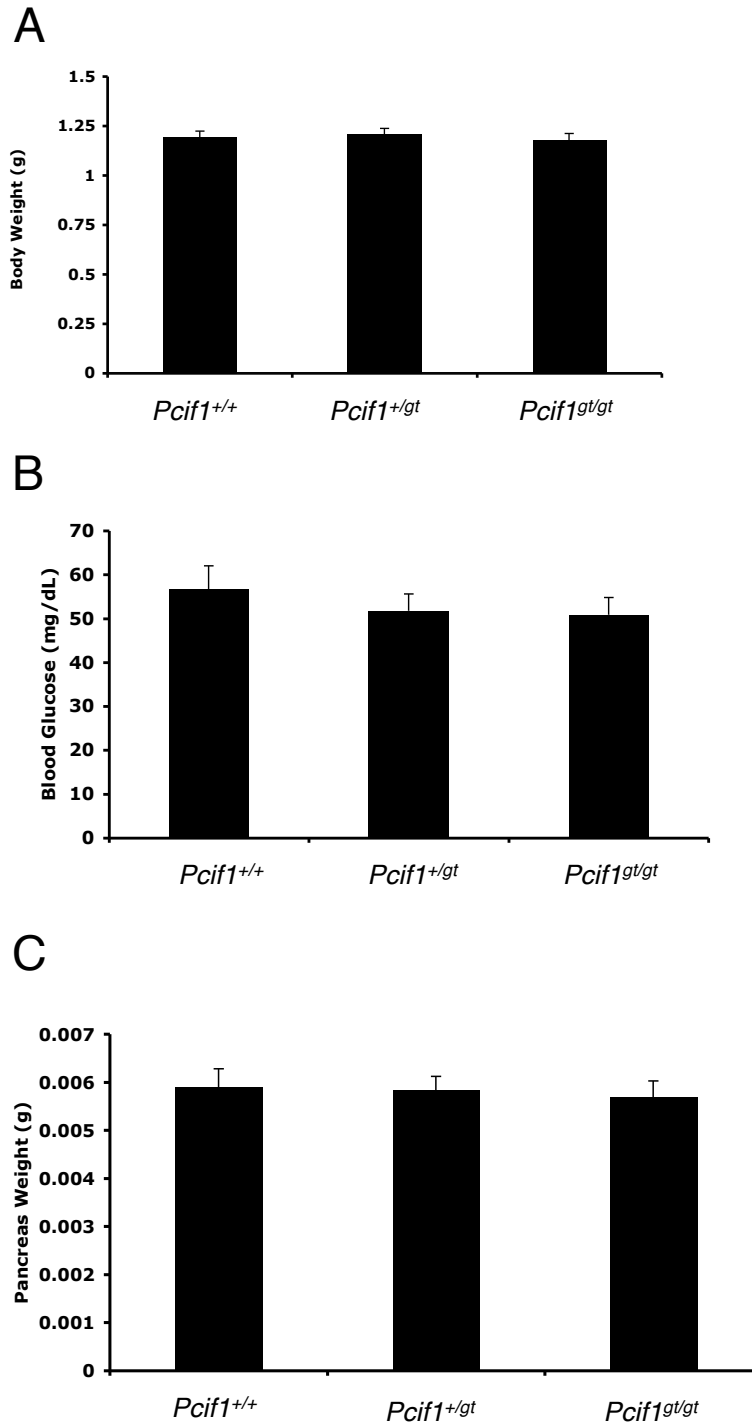 A
1.5
1.25
1
0.75
0.5
0.25
0
Body Weight (g)
Pcif1+/+ Pcif1+/gt Pcif1gt/gt
B
70
60
50
40
30
20
10
0
Blood Glucose (mg/dL)
Pcif1+/+ Pcif1+/gt Pcif1gt/gt
C
0.007
0.006
0.005
0.004
0.003
0.002
0.001
0
Pancreas Weight (g)
Pcif1+/+ Pcif1+/gt Pcif1gt/gt